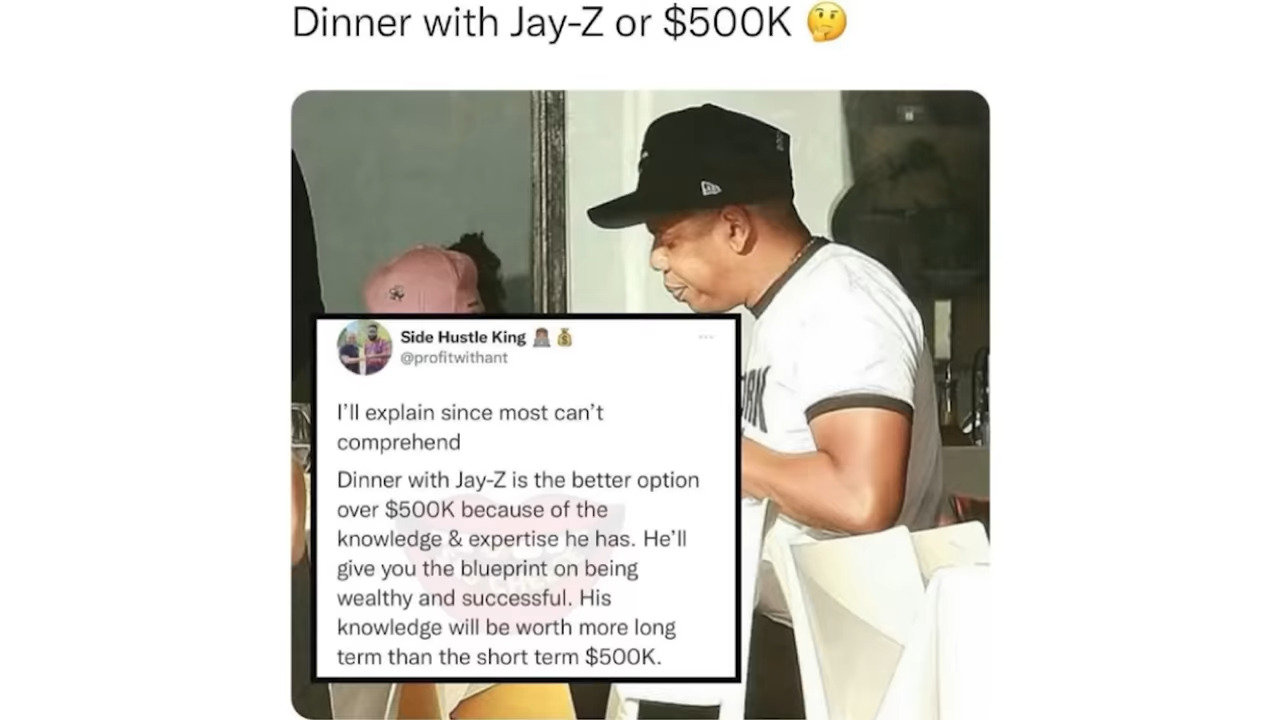 Dinner with Jay-Z or $500K 🤔
Side Hustle King 👨🏾‍💻 💰
@profitwithant
I’ll explain since most can’t
comprehend
Dinner with Jay-Z is the better option
over $500K because of the
knowledge & expertise he has. He’ll
give you the blueprint on being
wealthy and successful. His
knowledge will be worth more long
term than the short term $500K.